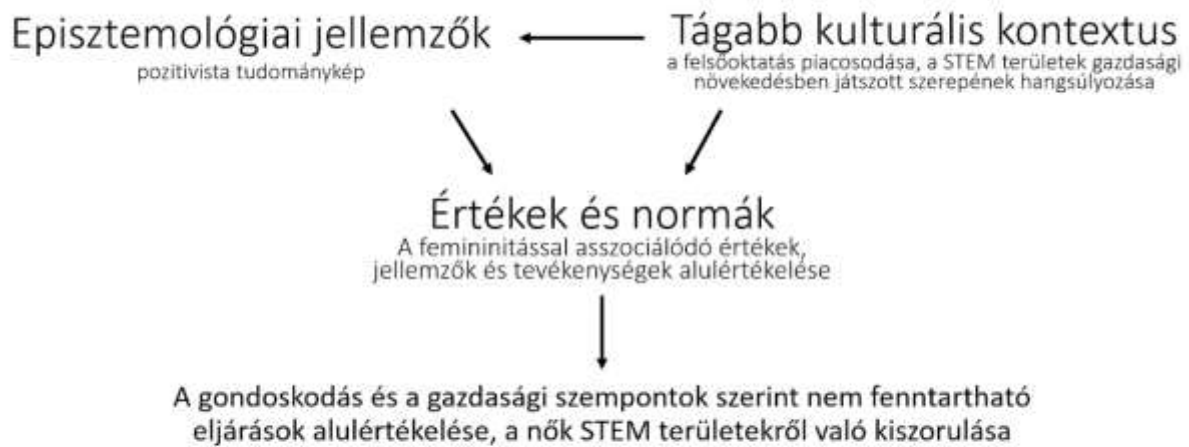 Episztemológiai jellemzők
pozitivista tudománykép
Tágabb kulturális kontextus
a felsőoktatás piacosodása, a STEM területek gazdasági
növekedésben játszott szerepének hangsúlyozása
Értékek és normák
A femininitással asszociálódó értékek,
jellemzők és tevékenységek alulértékelése
A gondoskodás és a gazdasági szempontok szerint nem fenntartható
eljárások alulértékelése, a nők STEM területekről való kiszorulása